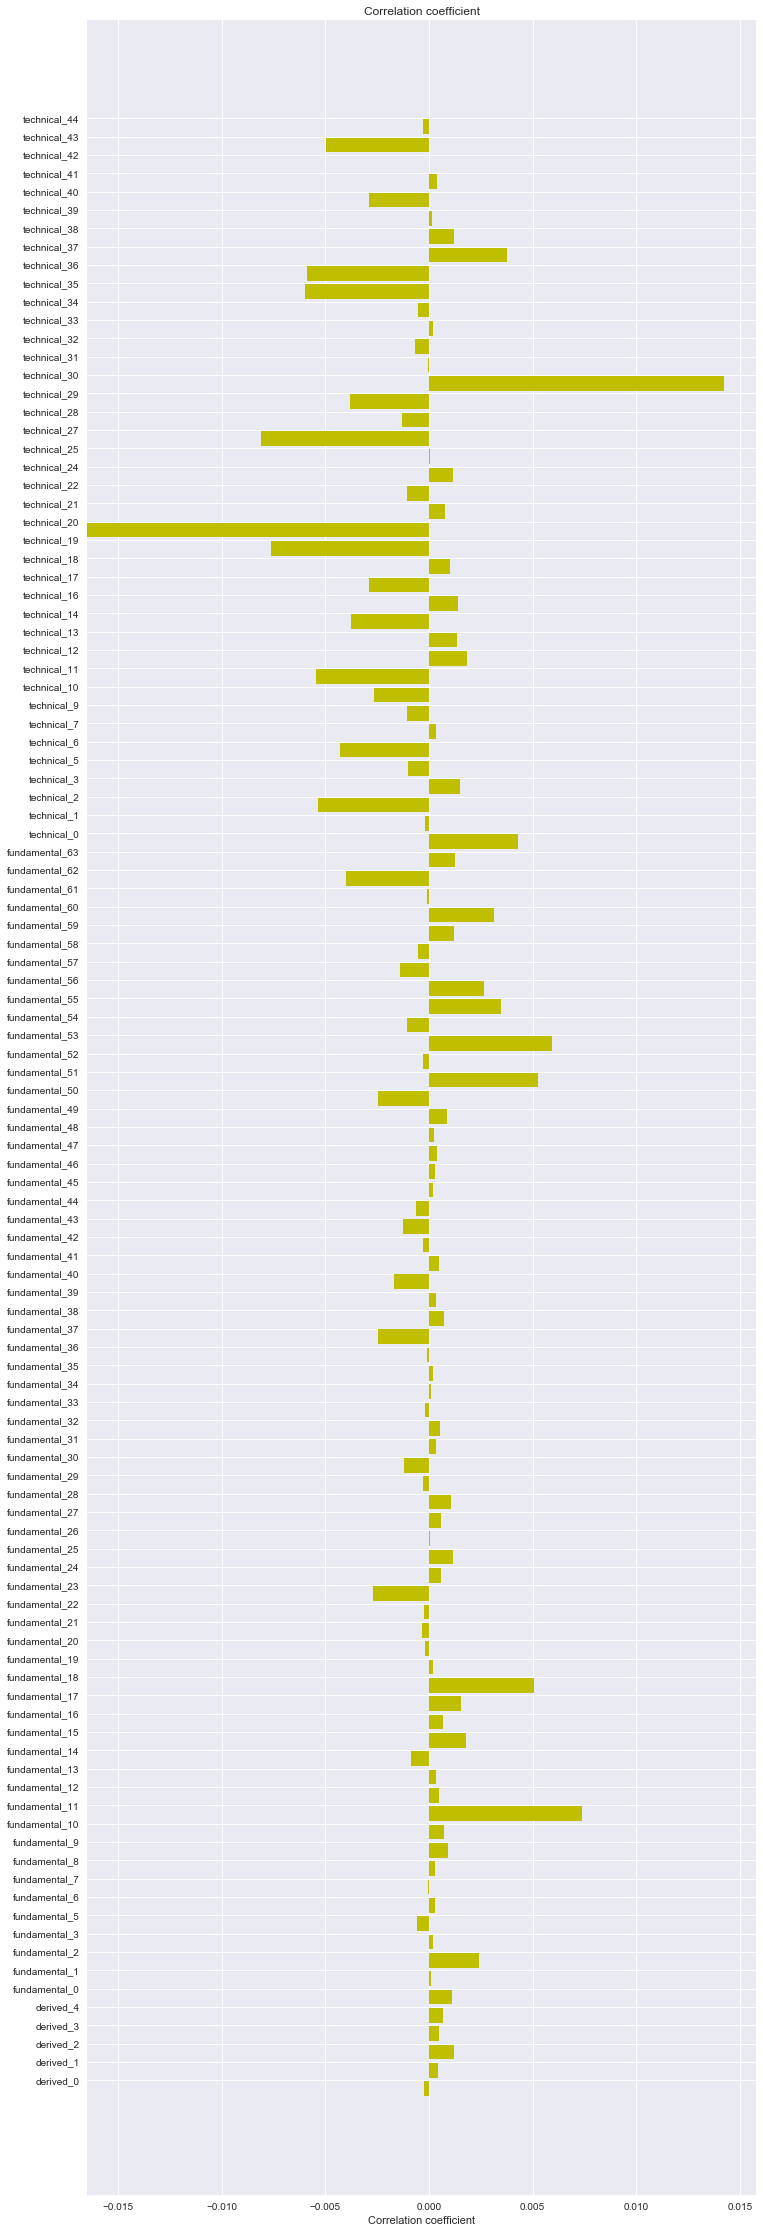 Correlation coefficient
technical_44
technical_43
technical_42
technical_41
technical_40
technical_39
technical_38
technical_37
technical_36
technical_35
technical_34
technical_33
technical_32
technical_31
technical_30
technical_29
technical_28
technical_27
technical_25
technical_24
technical_22
technical_21
technical_20
technical_19
technical_18
technical_17
technical_16
technical_14
technical_13
technical_12
technical_11
technical_10
technical_9
technical_7
technical_6
technical_5
technical_3
technical_2
technical_1
technical_0
fundamental_63
fundamental_62
fundamental_61
fundamental_60
fundamental_59
fundamental_58
fundamental_57
fundamental_56
fundamental_55
fundamental_54
fundamental_53
fundamental_52
fundamental_51
fundamental_50
fundamental_49
fundamental_48
fundamental_47
fundamental_46
fundamental_45
fundamental_44
fundamental_43
fundamental_42
fundamental_41
fundamental_40
fundamental_39
fundamental_38
fundamental_37
fundamental_36
fundamental_35
fundamental_34
fundamental_33
fundamental_32
fundamental_31
fundamental_30
fundamental_29
fundamental_28
fundamental_27
fundamental_26
fundamental_25
fundamental_24
fundamental_23
fundamental_22
fundamental_21
fundamental_20
fundamental_19
fundamental_18
fundamental_17
fundamental_16
fundamental_15
fundamental_14
fundamental_13
fundamental_12
fundamental_11
fundamental_10
fundamental_9
fundamental_8
fundamental_7
fundamental_6
fundamental_5
fundamental_3
fundamental_2
fundamental_1
fundamental_0
derived_4
derived_3
derived_2
derived_1
derived_0
−0.015 −0.010 −0.005 0.000 0.005 0.010 0.015
Correlation coefficient